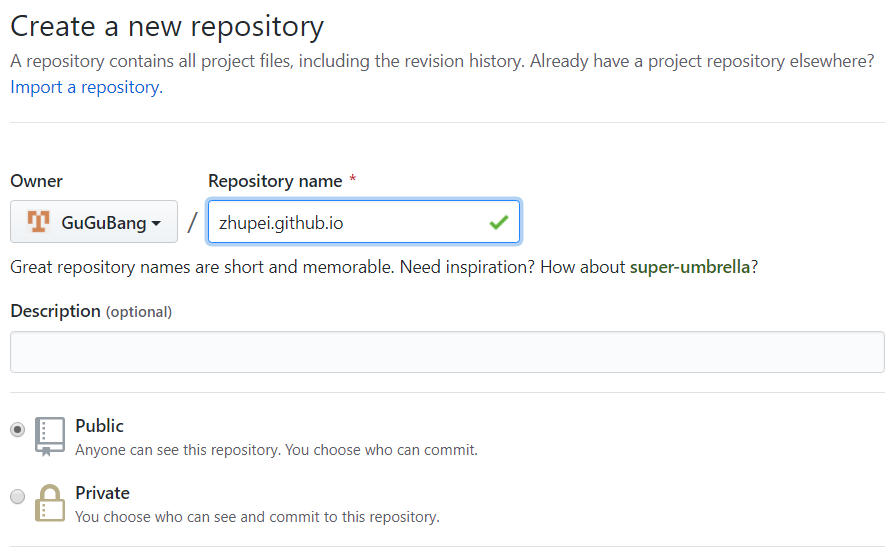 Create a new repository
A repository contains all project files, including the revision history. Already have a project repository elsewhere?
Import a repository.
Owner
Repository name *
GuGuBang / zhupei.github.io
Great repository names are short and memorable. Need inspiration? How about super-umbrella?
Description (optional)
Public
Anyone can see this repository. You choose who can commit.
Private
You choose who can see and commit to this repository.